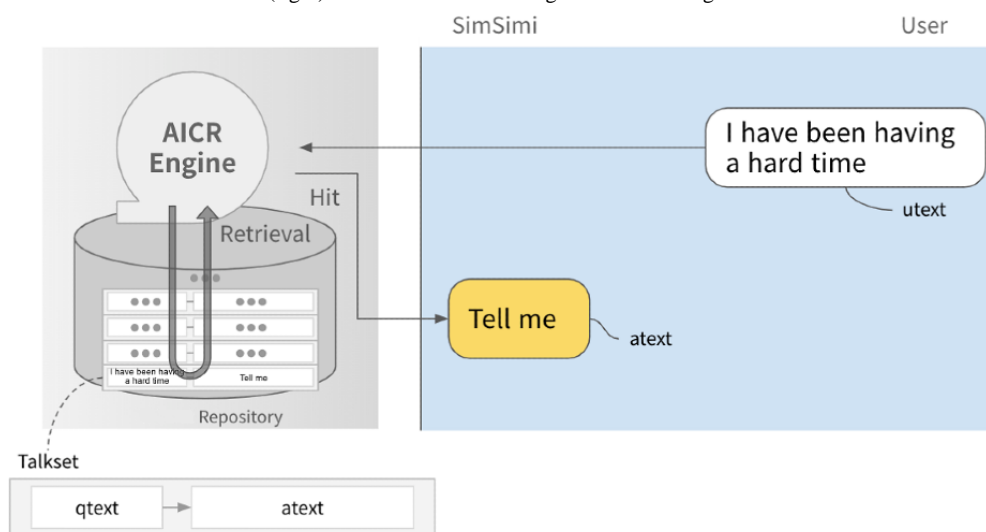 SimSimi
User
AICR
Engine
I have been having
a hard time
utext
Hit
Retrieval
Tell me
atext
I have been having
a hard time
Tell me
Repository
Talkset
qtext
atext